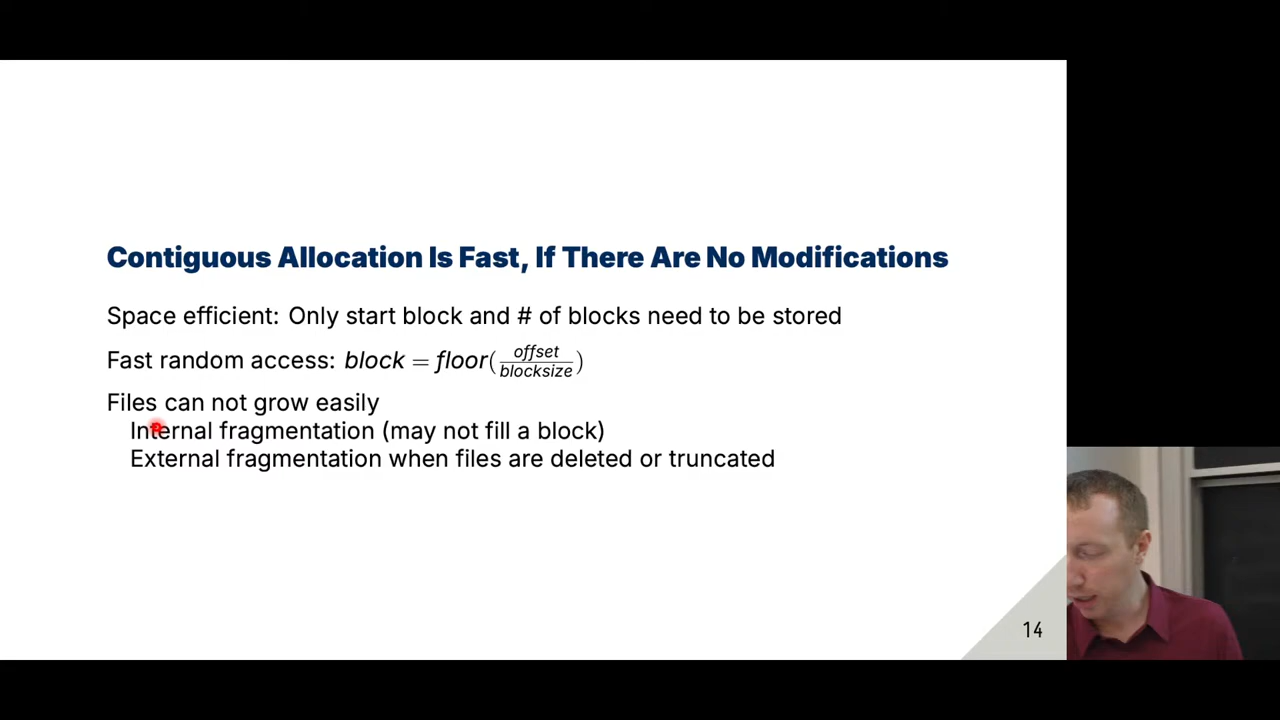 Contiguous Allocation Is Fast, If There Are No Modifications
Space efficient: Only start block and # of blocks need to be stored
Fast random access: block = floor(offset/blocksize)
Files can not grow easily
Internal fragmentation (may not fill a block)
External fragmentation when files are deleted or truncated
14